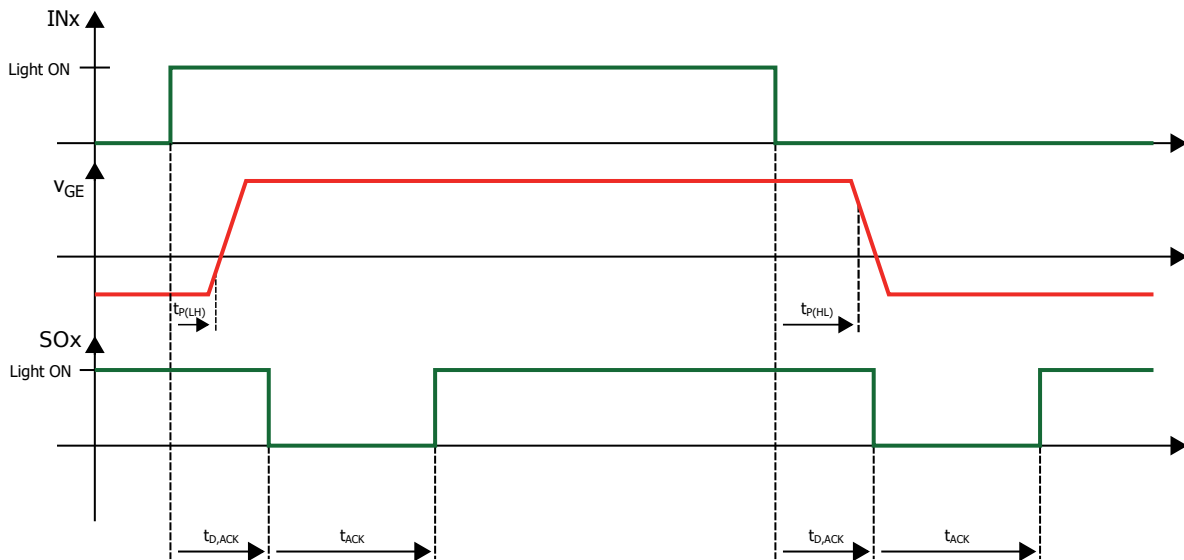 INx
Light ON
vGE
tP(LH)
tP(HL)
SOx
Light ON
tD,ACK
tACK
tD,ACK
tACK